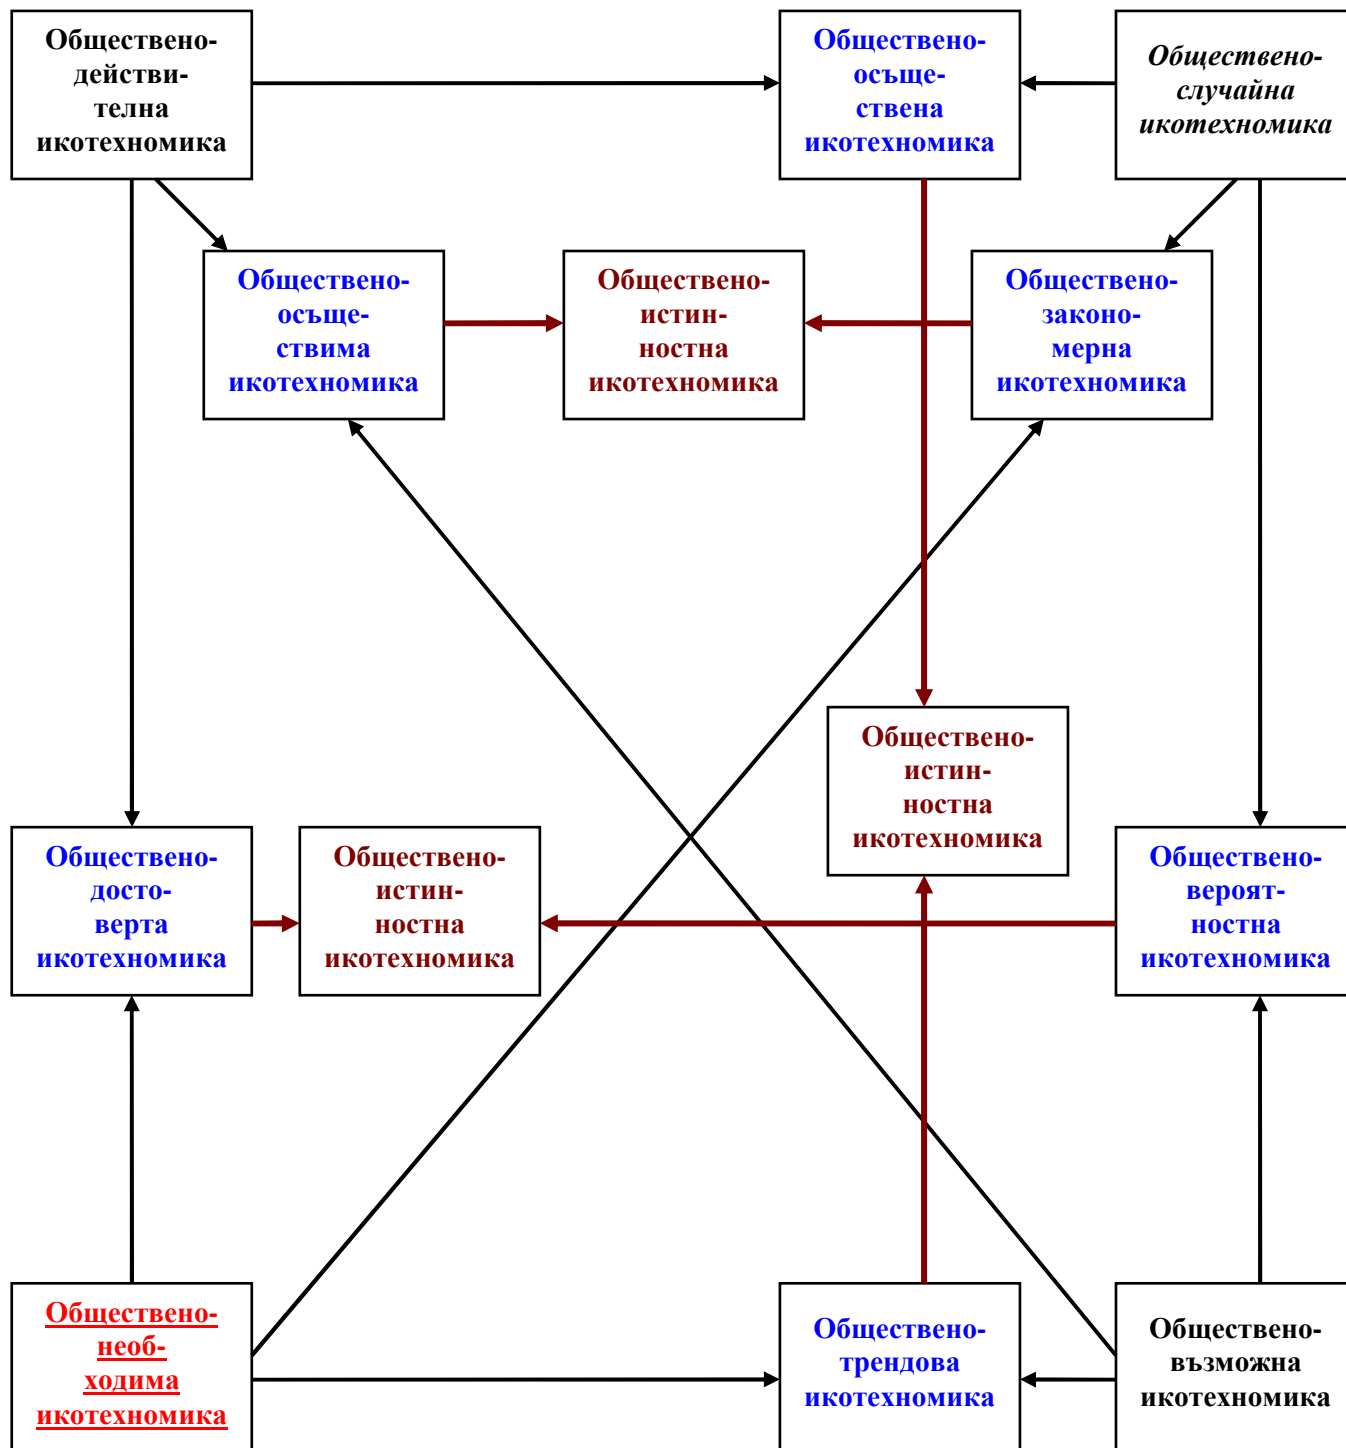 Обществено-
действи-
телна
икотехномика
Обществено-
осъще-
ствена
икотехномика
Обществено-
случайна
икотехномика
Обществено-
осъще-
ствима
икотехномика
Обществено-
истин-
ностна
икотехномика
Обществено-
законо-
мерна
икотехномика
Обществено-
истин-
ностна
икотехномика
Обществено-
досто-
верта
икотехномика
Обществено-
истин-
ностна
икотехномика
Обществено-
вероят-
ностна
икотехномика
Обществено-
необ-
ходима
икотехномика
Обществено-
трендова
икотехномика
Обществено-
възможна
икотехномика